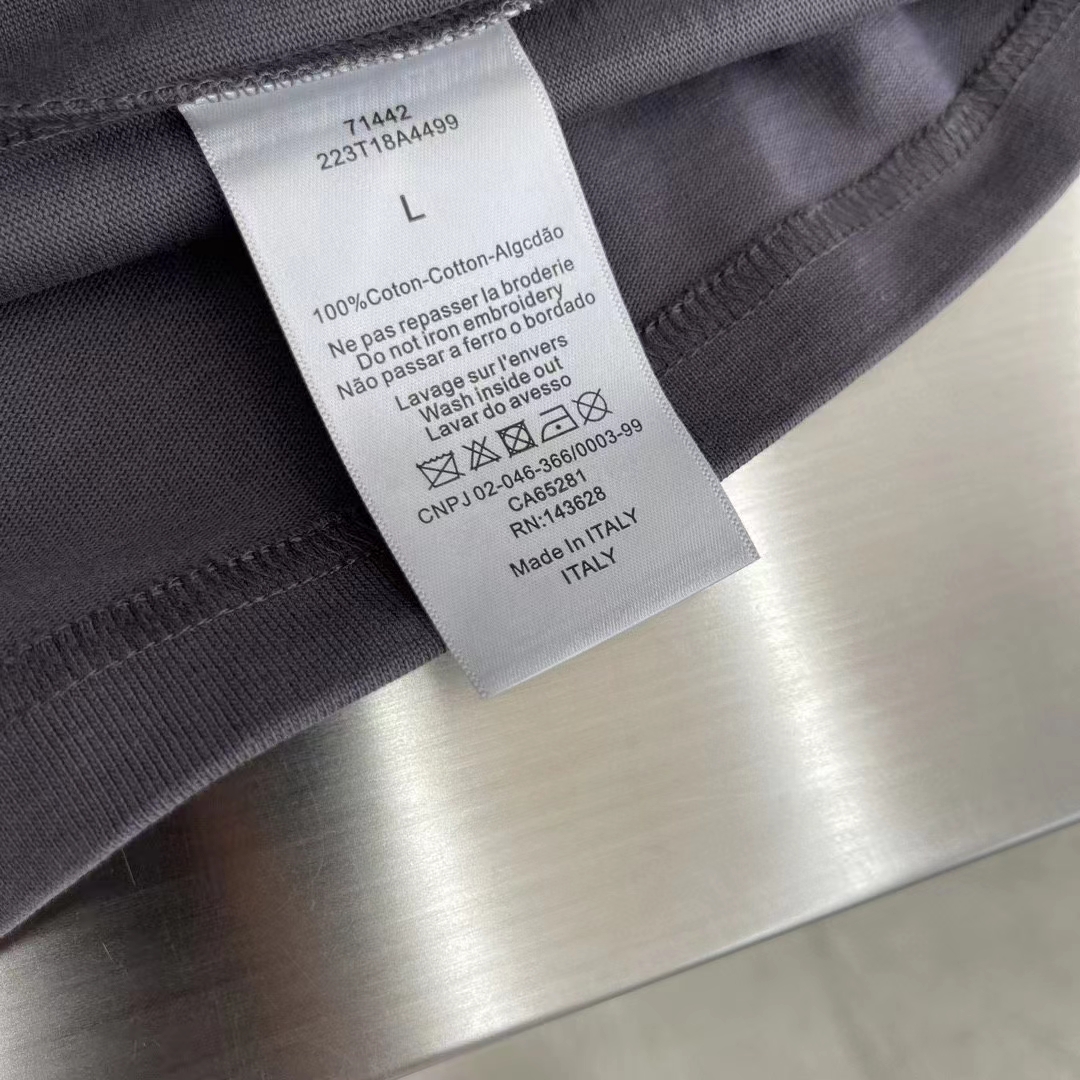 71442
223T18A4499
L
100%Coton-Cotton-Algcdão
Ne pas repasser la broderie
Do not iron embroidery
Não passar a ferro o bordado
Lavage sur l'envers
Wash inside out
Lavar do avesso
CNPJ 02-046-366/0003-99
CA65281
RN:143628
Made In ITALY
ITALY